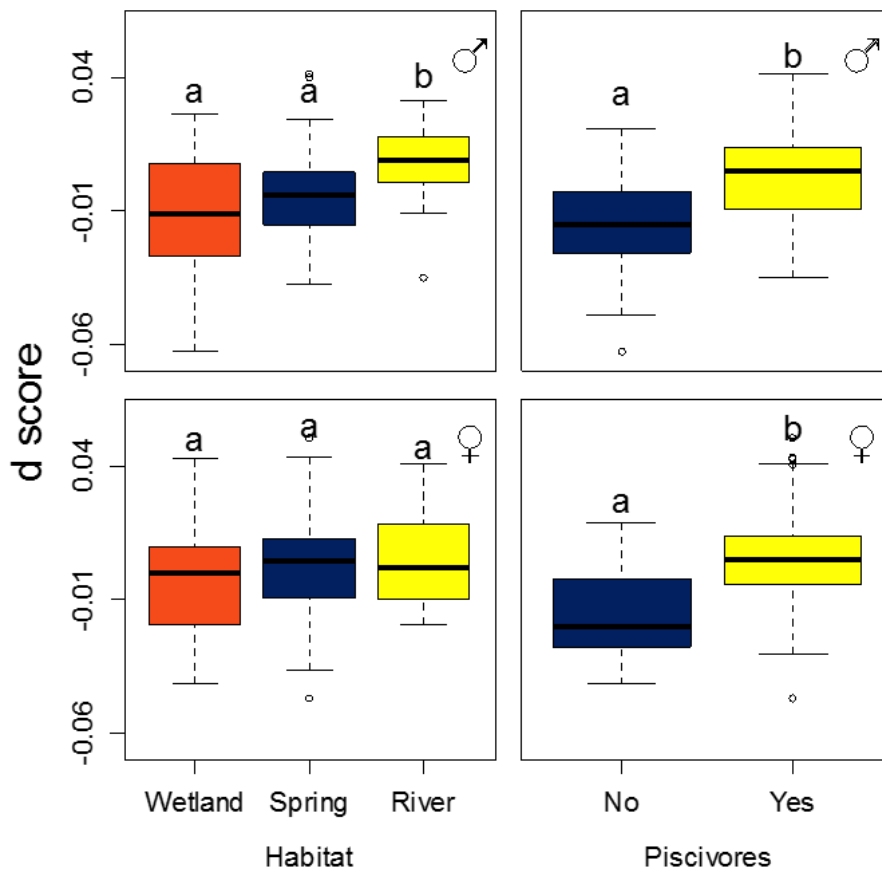 d score
0.04
-0.01
-0.06
a a b ♂
a b ♂
0.04
-0.01
-0.06
a a a ♀
a b ♀
Wetland Spring River
No Yes
Habitat
Piscivores